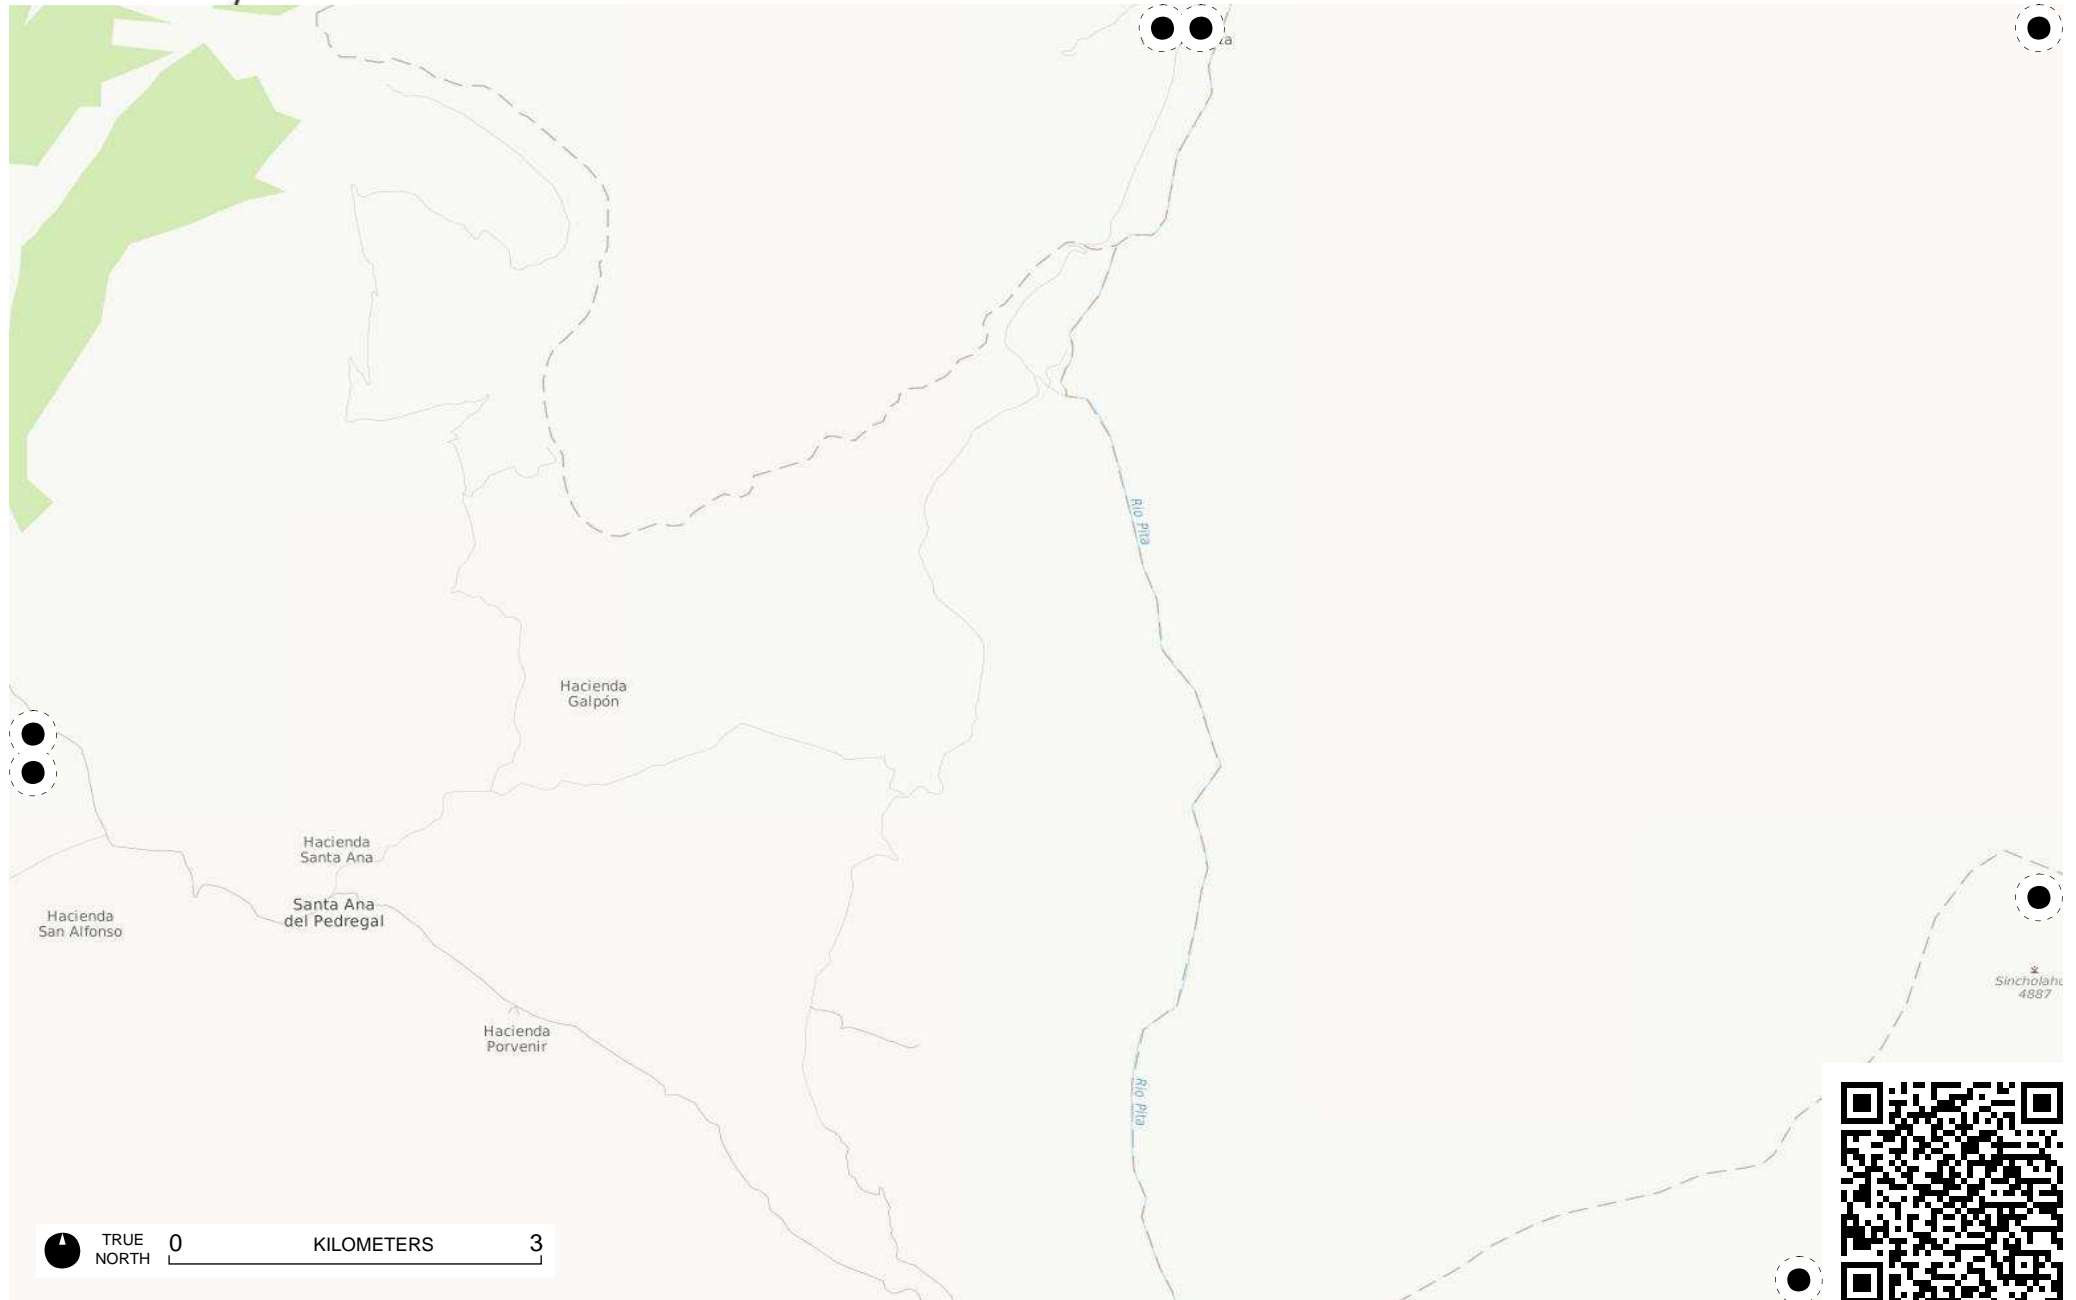 Río Pita
Hacienda
Galpón
Hacienda
Santa Ana
Santa Ana
del Pedregal
Hacienda
San Alfonso
Sincholahu
4887
Hacienda
Porvenir
Río Pita
TRUE
NORTH
0 KILOMETERS 3